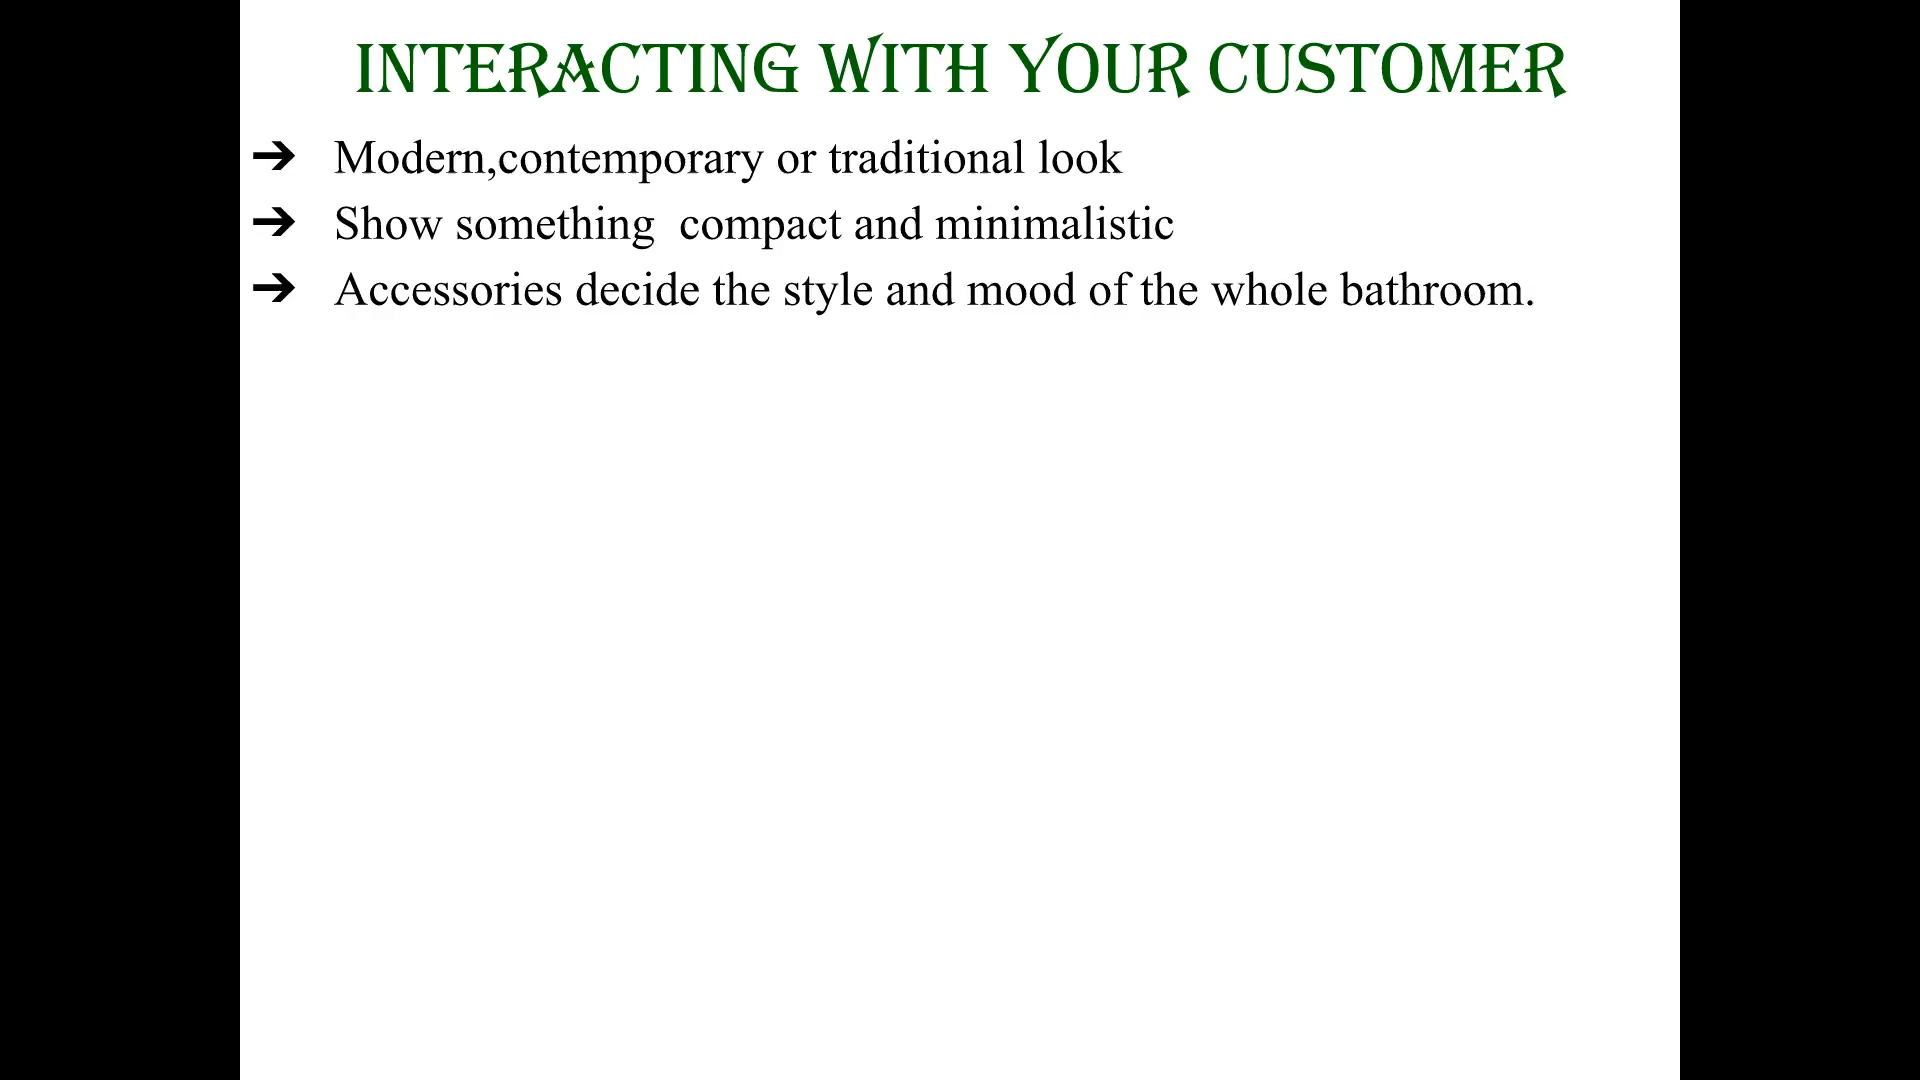 INTERACTING WITH YOUR CUSTOMER
➔ Modern,contemporary or traditional look
➔ Show something  compact and minimalistic
➔ Accessories decide the style and mood of the whole bathroom.